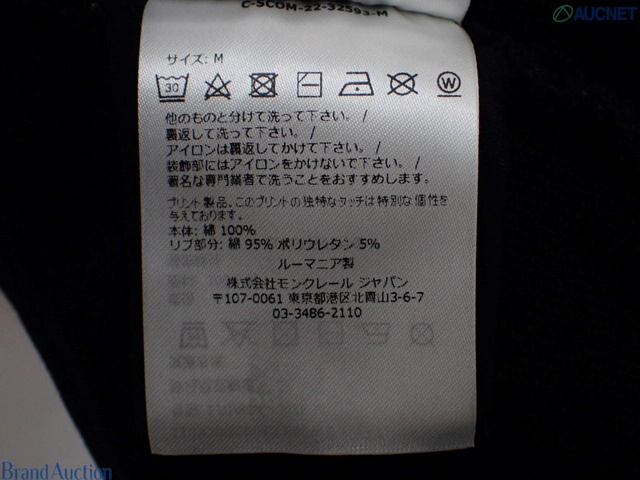 C-SCOM-22-32593-M
AUCNET
サイズ: M
30
W
他のものと分けて洗って下さい。/
裏返して洗って下さい。/
アイロンは裏返してかけて下さい。/
装飾部にはアイロンをかけないで下さい。/
著名な専門業者で洗うことをおすすめします。
プリント製品。このプリントの独特なタッチは特別な個性を
与えております。
本体: 綿 100%
リブ部分: 綿 95% ポリウレタン 5%
ルーマニア製
株式会社モンクレール ジャパン
〒107-0061 東京都港区北青山3-6-7
03-3486-2110
BrandAuction